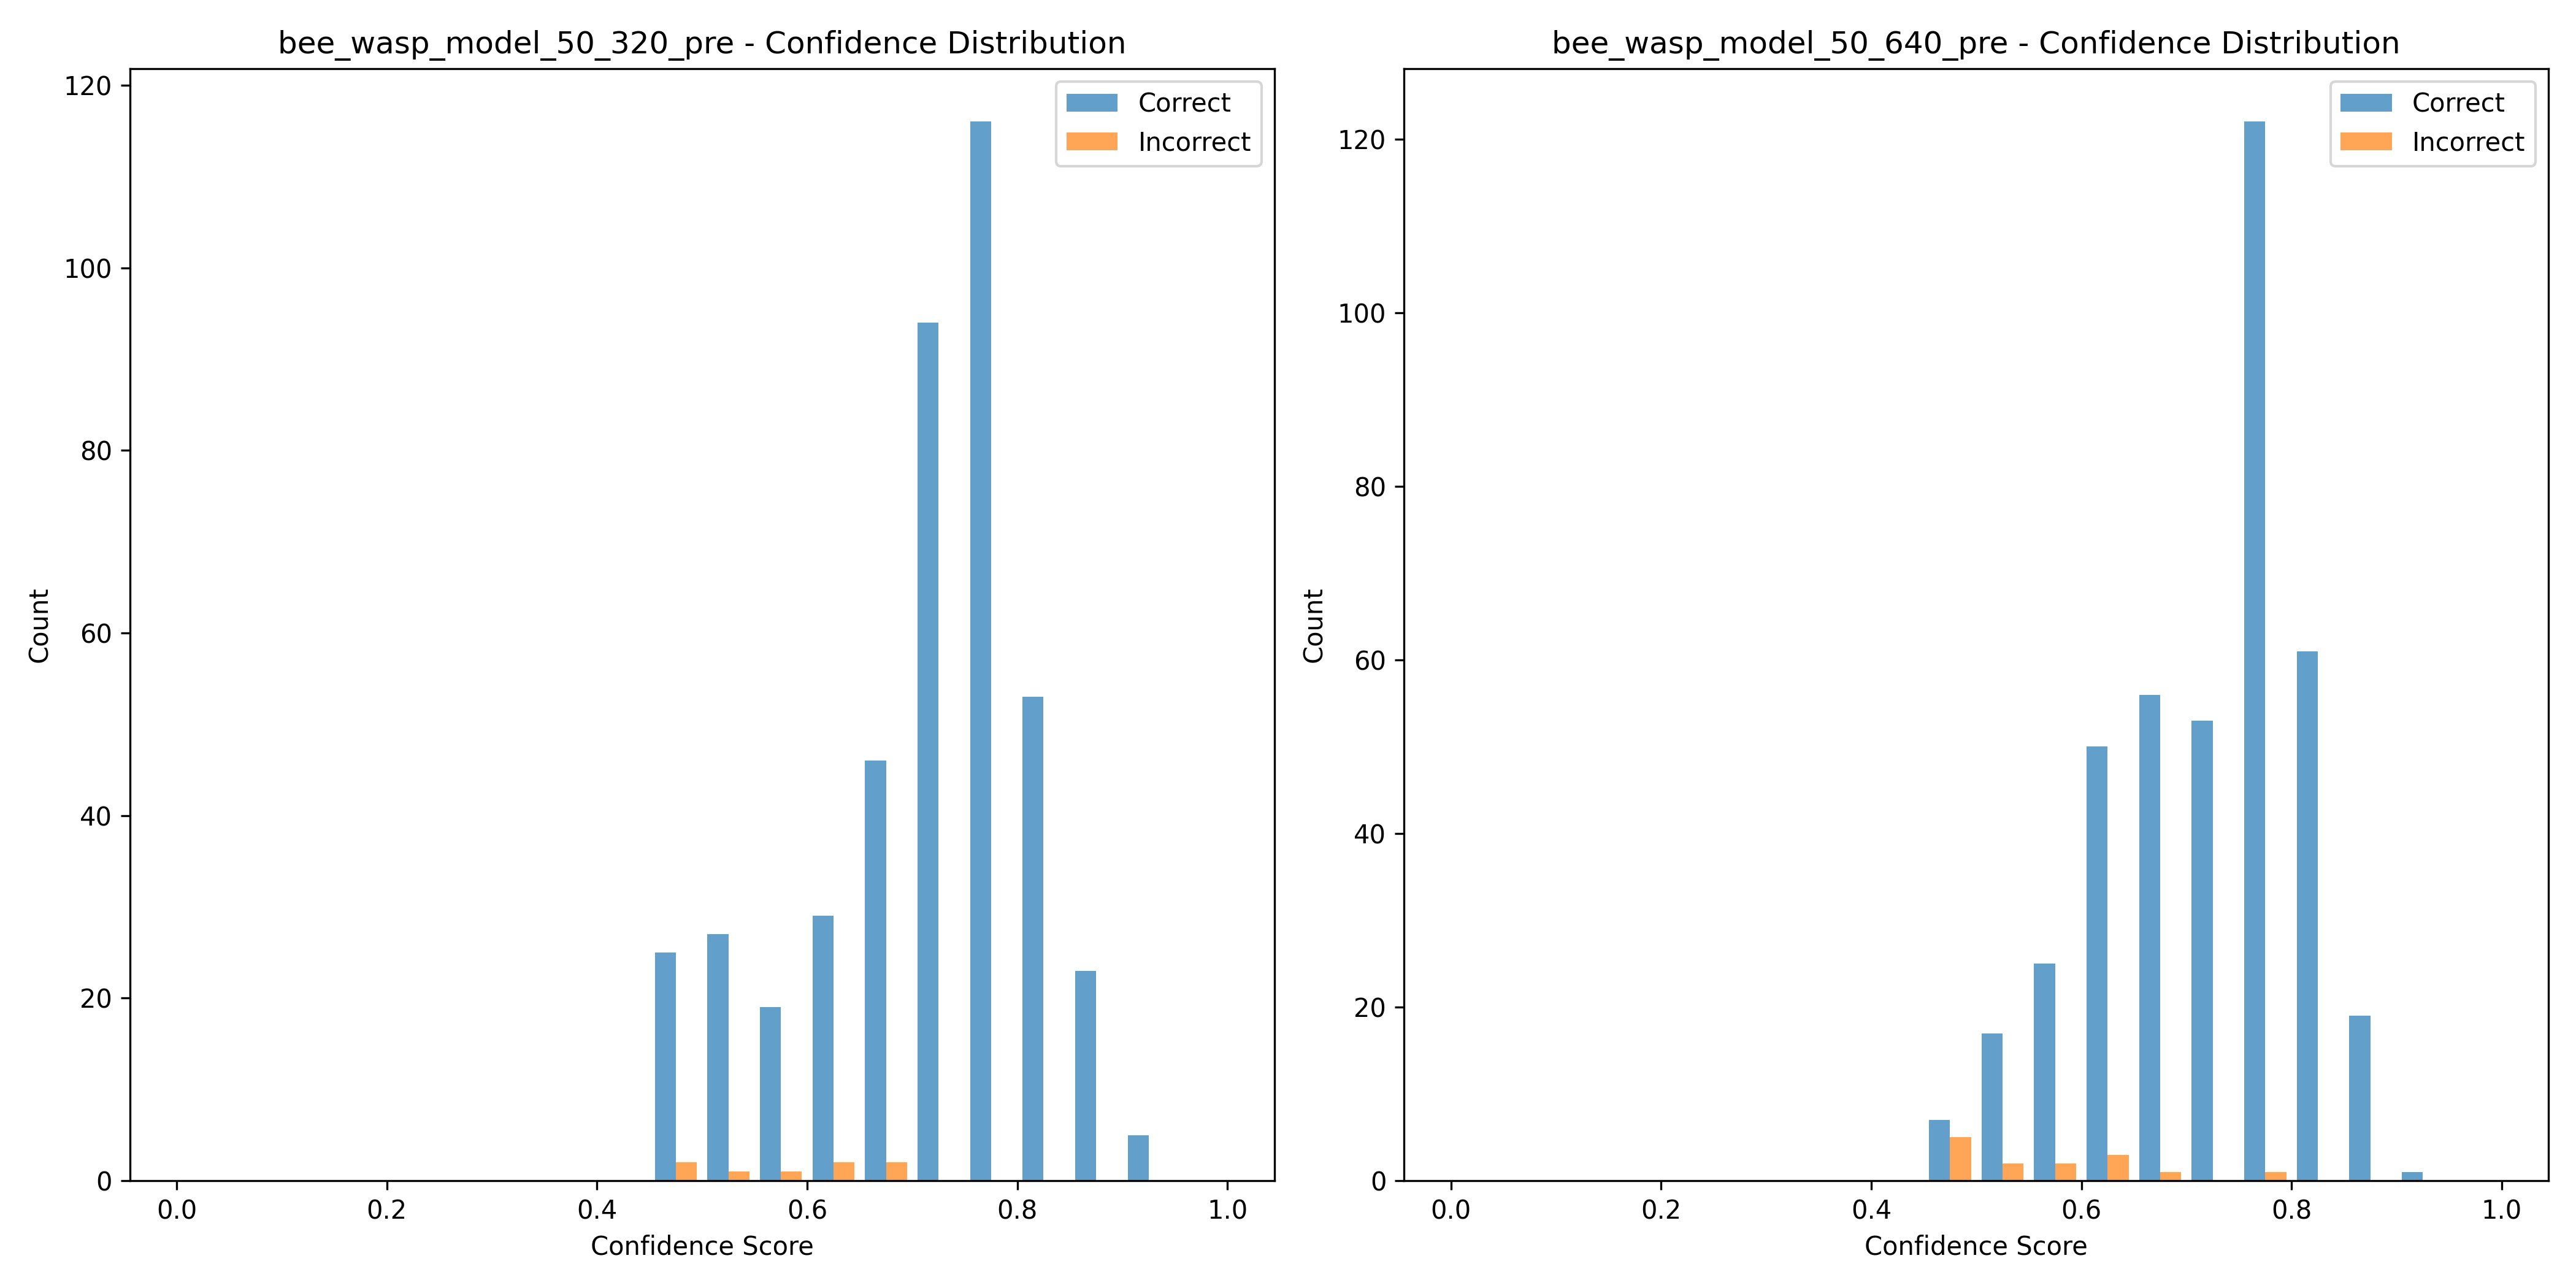 bee_wasp_model_50_320_pre - Confidence Distribution
Correct
Incorrect
120
100
80
60
40
20
0
Count
0.0 0.2 0.4 0.6 0.8 1.0
Confidence Score
bee_wasp_model_50_640_pre - Confidence Distribution
Correct
Incorrect
120
100
80
60
40
20
0
Count
0.0 0.2 0.4 0.6 0.8 1.0
Confidence Score